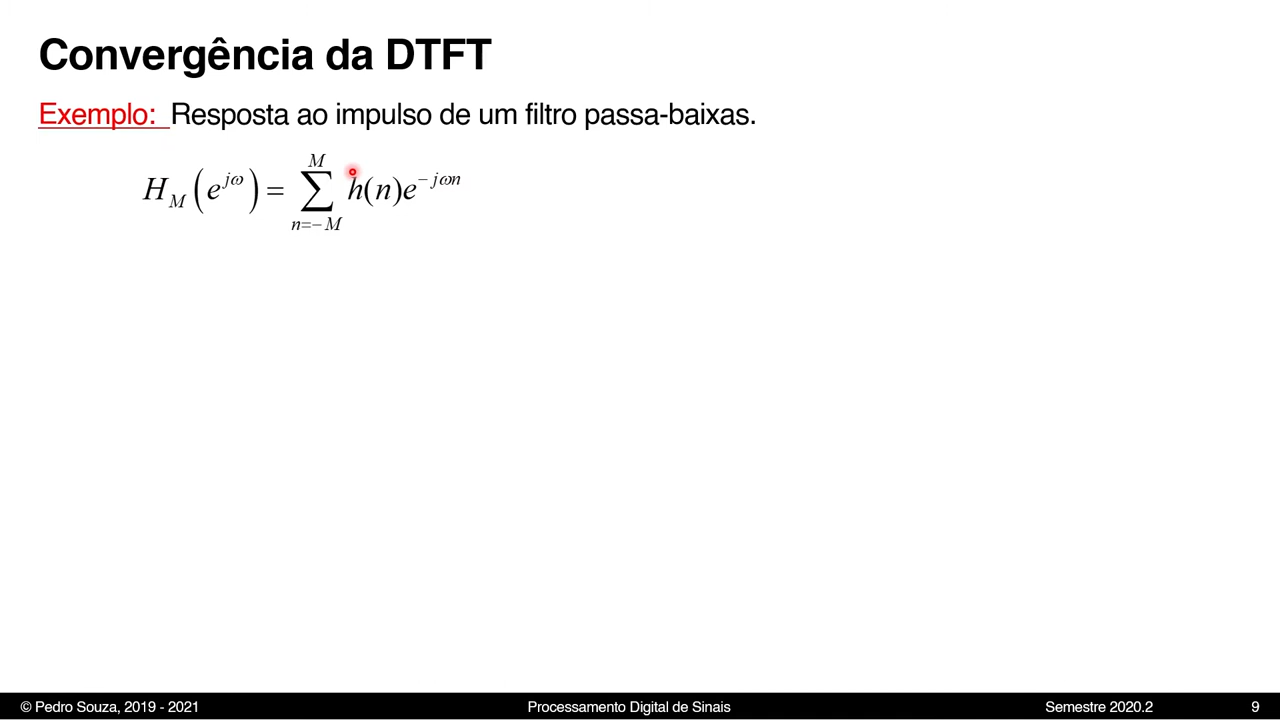 Convergência da DTFT
Exemplo: Resposta ao impulso de um filtro passa-baixas.
H_M(e^{jω}) = ∑_{n=-M}^{M} h(n)e^{-jωn}
© Pedro Souza, 2019 - 2021 Processamento Digital de Sinais Semestre 2020.2 9